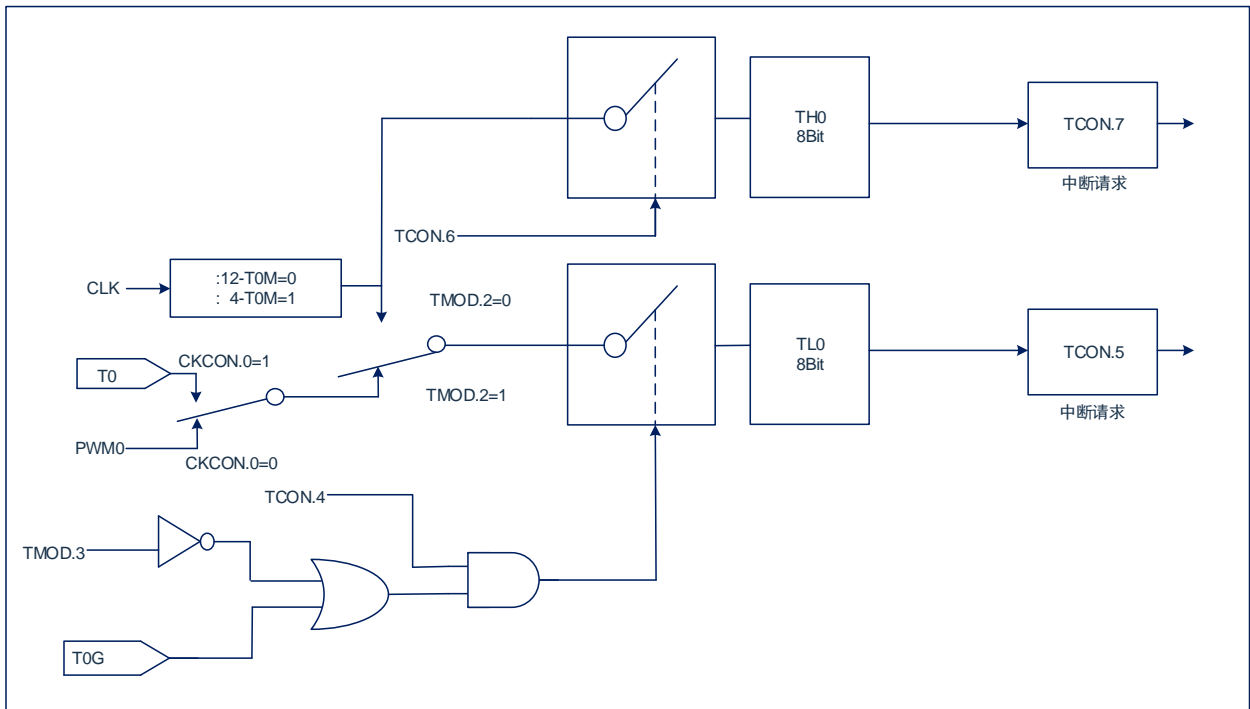 TH0
8Bit
TCON.7
中断请求
TCON.6
CLK
:12-T0M=0
: 4-T0M=1
TMOD.2=0
TL0
8Bit
TCON.5
中断请求
T0
CKCON.0=1
TMOD.2=1
PWM0
CKCON.0=0
TCON.4
TMOD.3
T0G